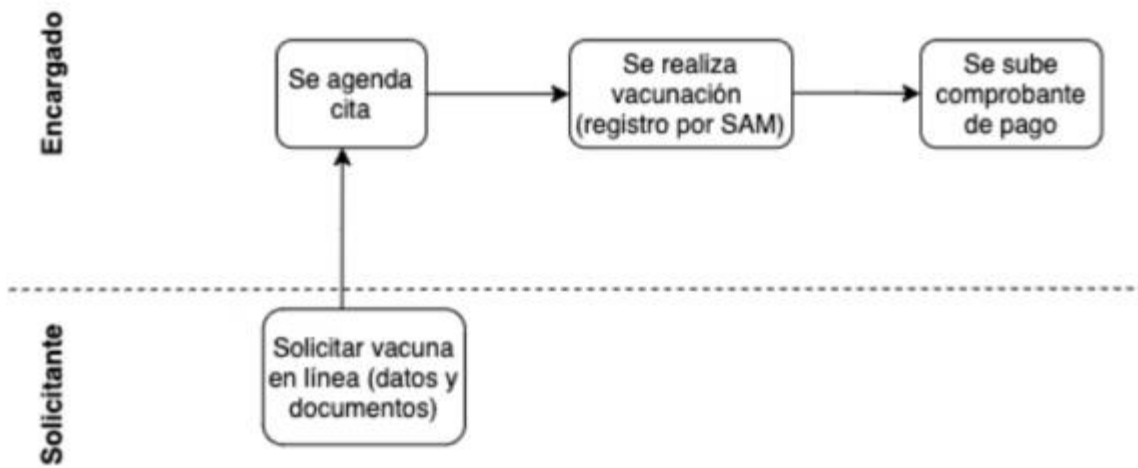 Encargado
Se agenda
cita
Se realiza
vacunación
(registro por SAM)
Se sube
comprobante
de pago
Solicitante
Solicitar vacuna
en línea (datos y
documentos)